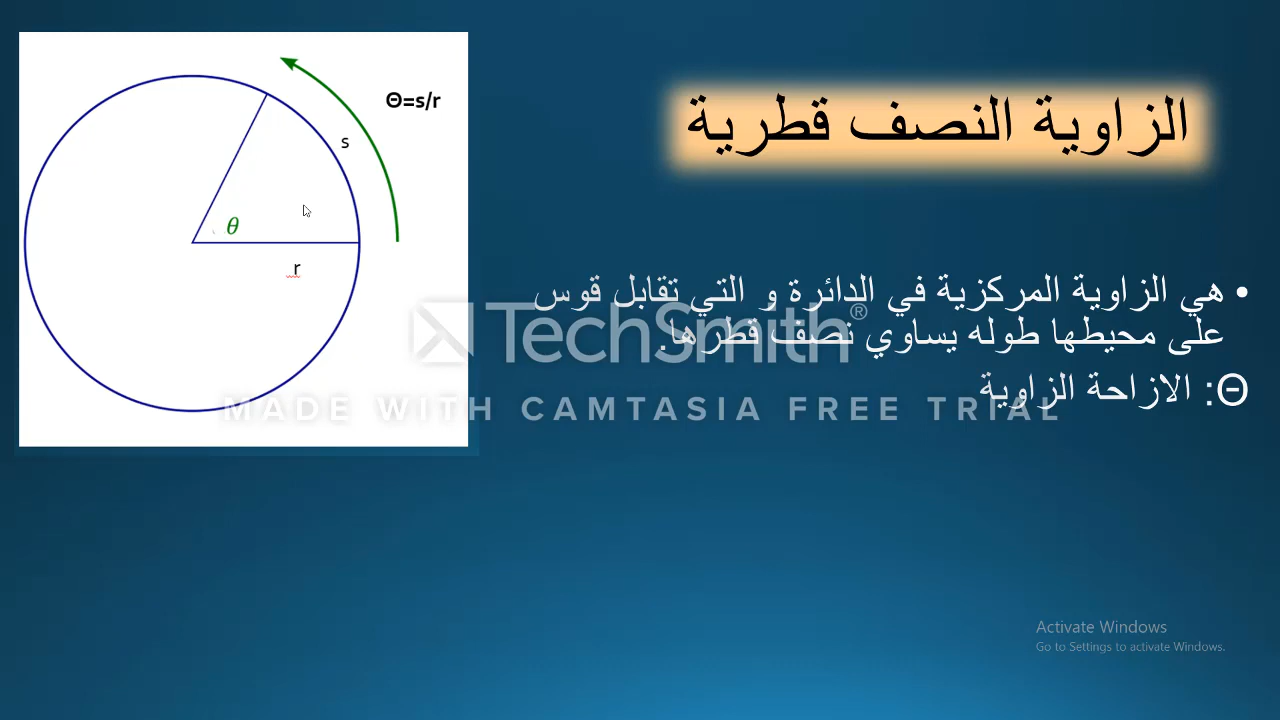 الزاوية النصف قطرية
Θ=s/r
s
θ
r
• هي الزاوية المركزية في الدائرة و التي تقابل قوس
على محيطها طوله يساوي نصف قطرها.
Θ: الازاحة الزاوية
TechSmith®
MADE WITH CAMTASIA FREE TRIAL
Activate Windows
Go to Settings to activate Windows.